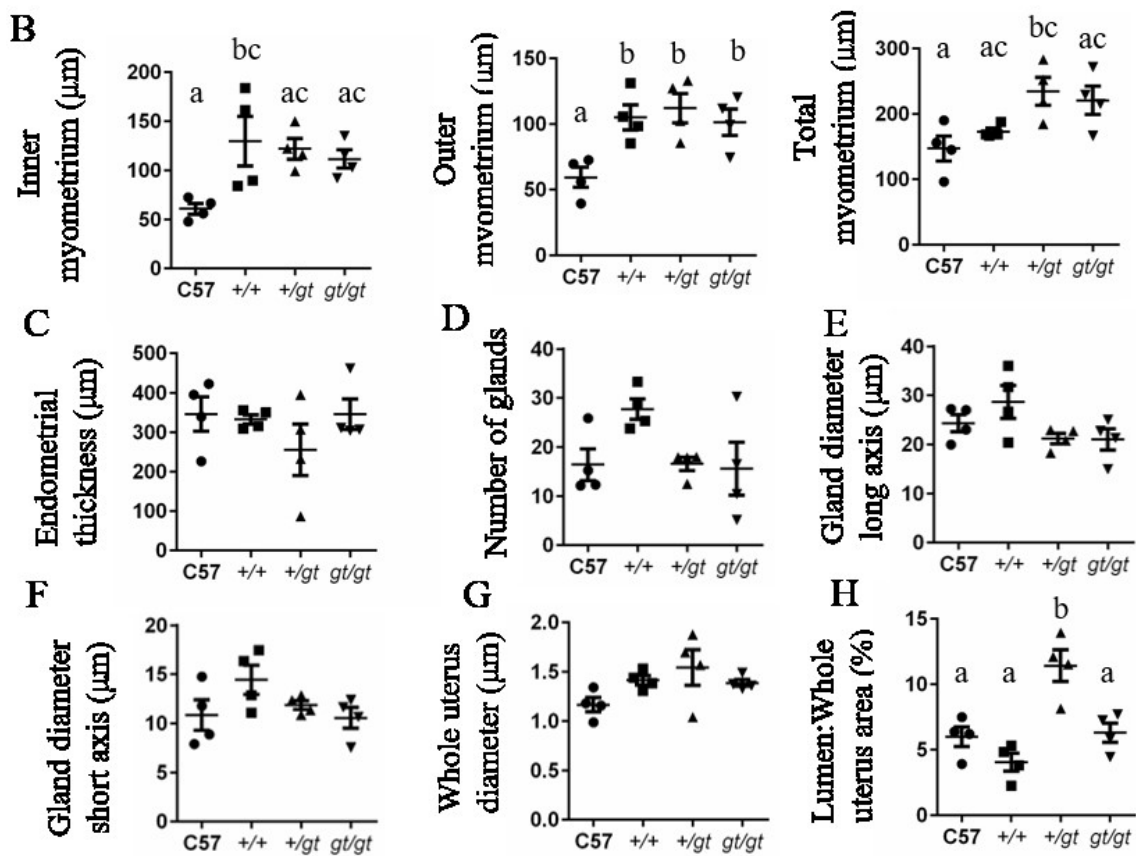 B
Inner
myometrium (µm)
200
150
100
50
0
a
bc
ac
ac
C57
+/+
+/gt
gt/gt
Outer
mvometrium (µm)
150
100
50
0
a
b
b
b
C57
+/+
+/gt
gt/gt
Total
myometrium (µm)
300
200
100
0
a
ac
bc
ac
C57
+/+
+/gt
gt/gt
C
Endometrial
thickness (µm)
500
400
300
200
100
0
C57
+/+
+/gt
gt/gt
D
Number of glands
40
30
20
10
0
C57
+/+
+/gt
gt/gt
E
Gland diameter
long axis (µm)
40
30
20
10
0
C57
+/+
+/gt
gt/gt
F
Gland diameter
short axis (µm)
20
15
10
5
0
C57
+/+
+/gt
gt/gt
G
Whole uterus
diameter (µm)
2.0
1.5
1.0
0.5
0.0
C57
+/+
+/gt
gt/gt
H
Lumen:Whole
uterus area (%)
15
10
5
0
a
a
b
a
C57
+/+
+/gt
gt/gt